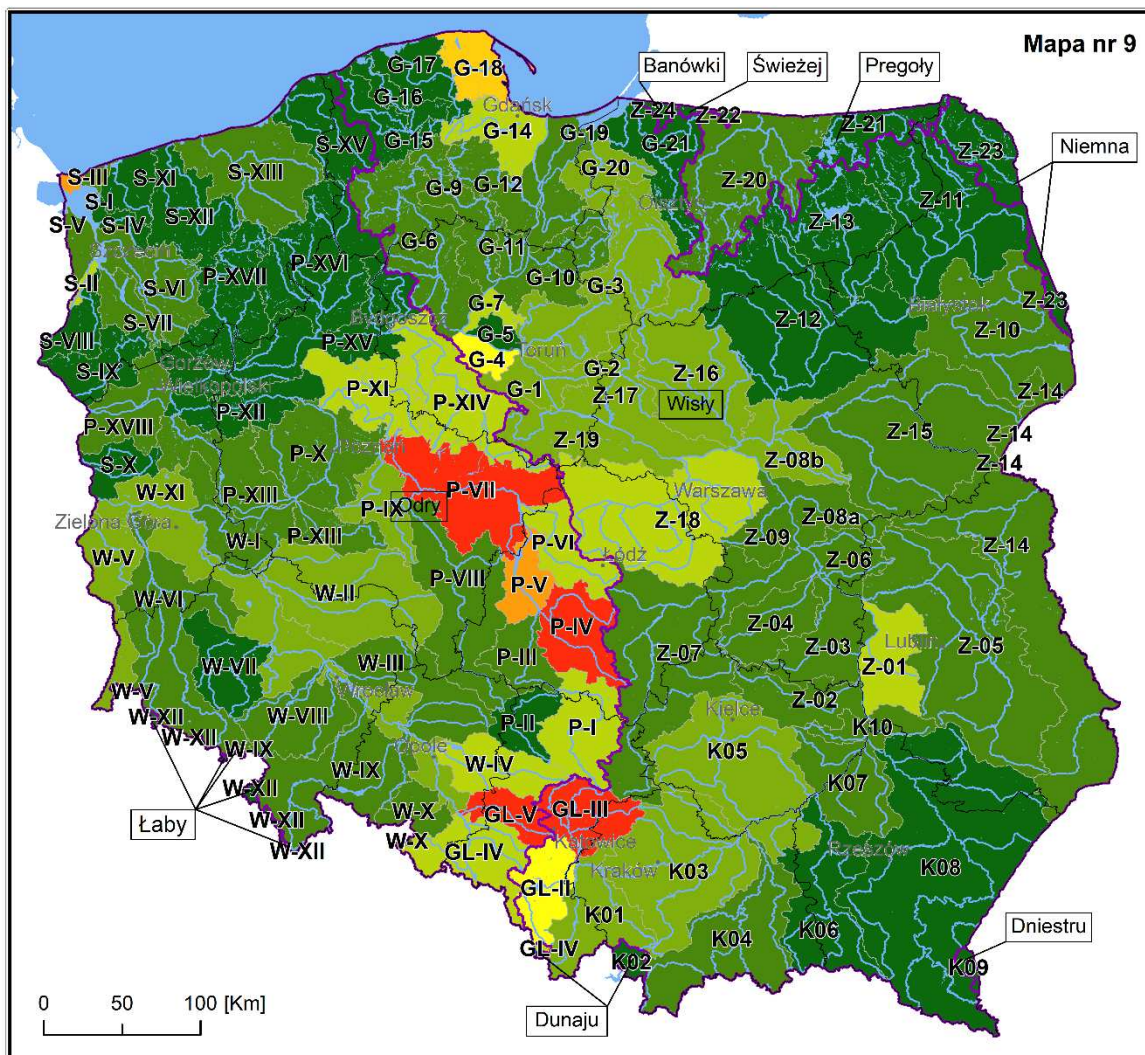 Mapa nr 9
G-17
G-18
Banówki
Świeżej
Pregoły
G-16
Gdańsk
Z-24
Z-22
G-14
G-19
Z-21
G-15
G-21
S-XV
Z-23
Niemna
S-III
S-XI
S-XIII
G-20
Z-20
S-I
G-9
G-12
Olsztyn
Z-11
S-V
S-IV
S-XII
Z-13
Szczecin
G-6
G-11
P-XVI
P-XVII
S-II
S-VI
G-10
G-3
Białystok
Z-23
G-7
Bydgoszcz
S-VII
Z-12
Z-10
S-VIII
P-XV
G-5
Toruń
Gorzów
G-4
S-IX
Wielkopolski
P-XI
G-2
Z-16
G-1
Z-17
Z-14
P-XII
P-XIV
Wisły
P-XVIII
Z-15
Z-14
Z-19
P-X
Poznań
S-X
Z-08b
Z-14
P-VII
W-XI
P-XIII
Warszawa
P-IX
Odry
Z-18
Z-08a
Zielona Góra
W-I
P-XIII
P-VI
Z-09
Z-14
W-V
Łódź
Z-06
P-VIII
P-V
W-II
W-VI
P-IV
Z-04
Lublin
Z-03
Z-05
P-III
Z-07
Z-01
W-VII
W-III
W-V
Wrocław
Z-02
W-XII
W-VIII
P-II
P-I
Kielce
K10
W-XII
Opole
W-IX
K05
W-IV
W-IX
K07
W-XII
GL-V
GL-III
W-X
Łaby
W-XII
W-X
Katowice
Rzeszów
W-XII
GL-IV
K08
Kraków
K03
GL-II
K01
Dniestru
K04
K06
GL-IV
K02
K09
0 50 100 [Km]
Dunaju